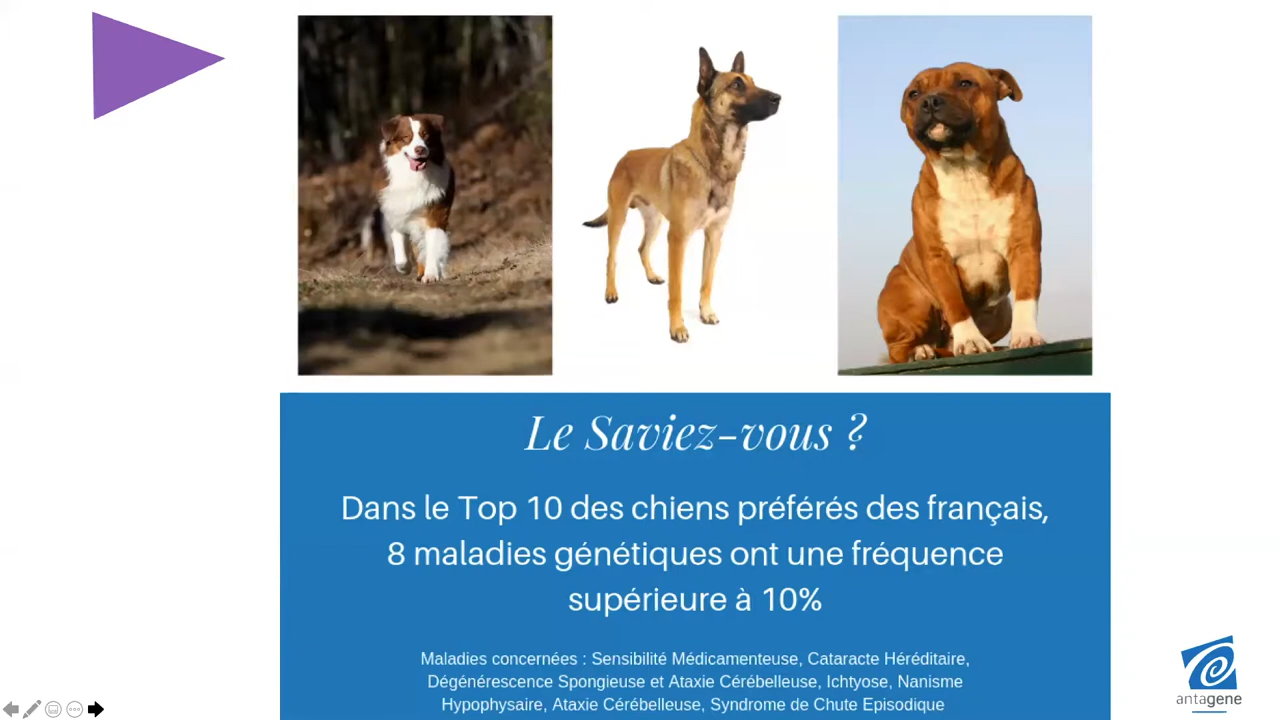 Le Saviez-vous ?
Dans le Top 10 des chiens préférés des français,
8 maladies génétiques ont une fréquence
supérieure à 10%
Maladies concernées : Sensibilité Médicamenteuse, Cataracte Héréditaire,
Dégénérescence Spongieuse et Ataxie Cérébelleuse, Ichtyose, Nanisme
Hypophysaire, Ataxie Cérébelleuse, Syndrome de Chute Episodique
antagene